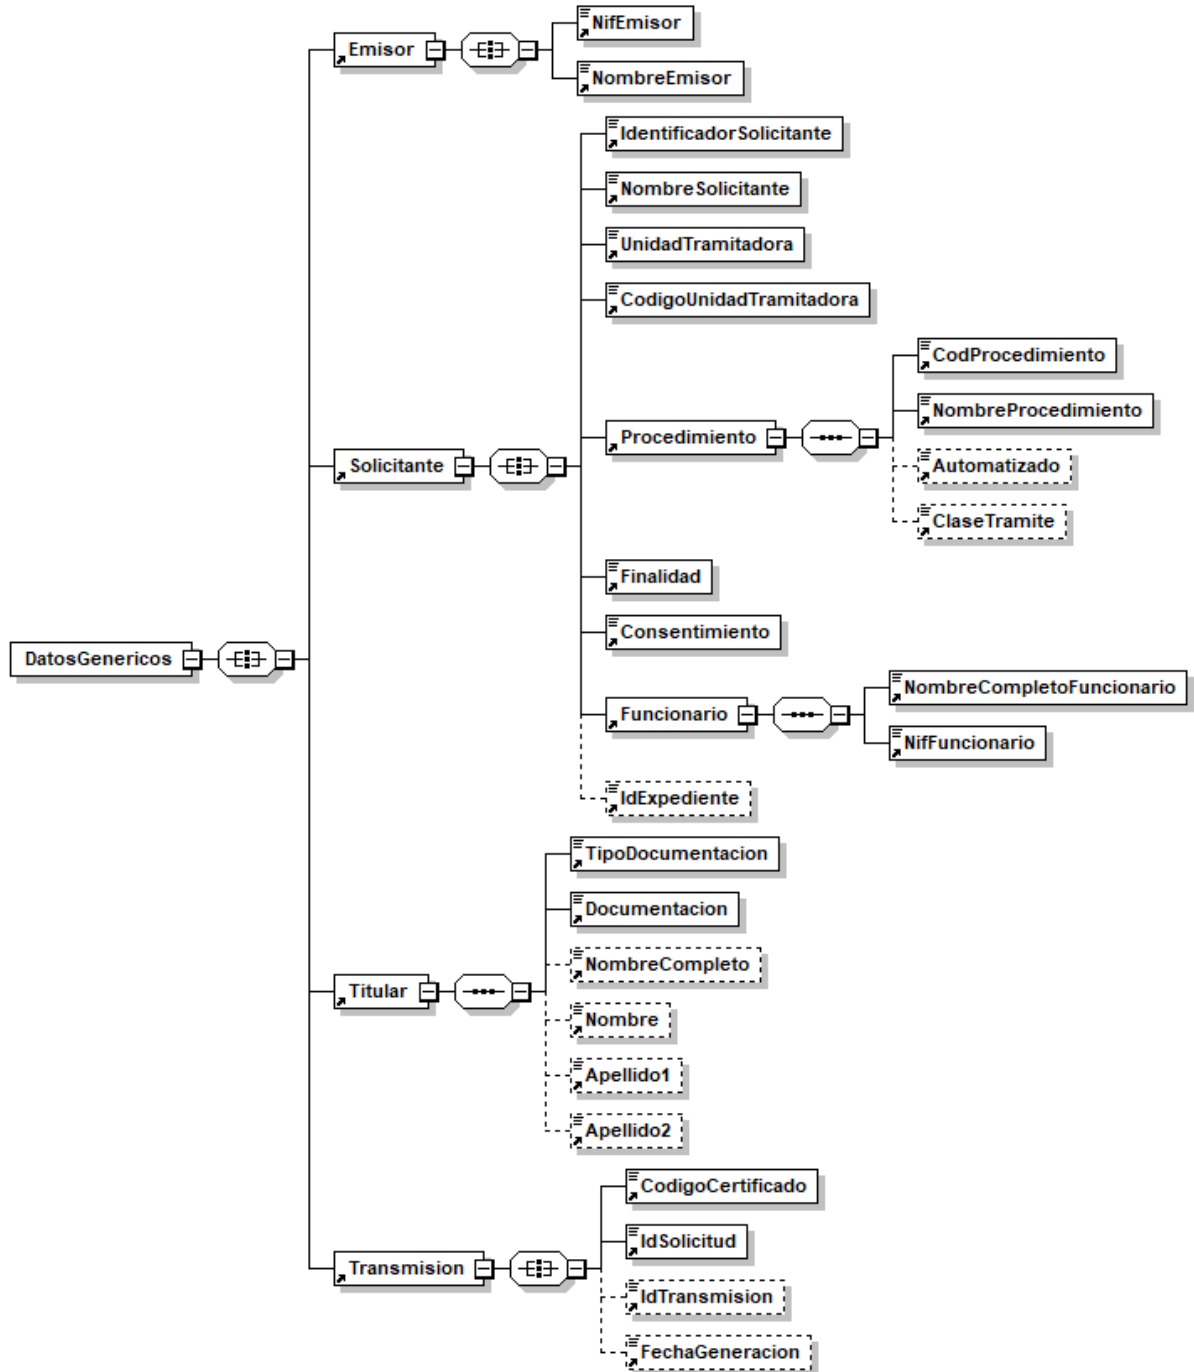 Emisor
NifEmisor
NombreEmisor
IdentificadorSolicitante
NombreSolicitante
UnidadTramitadora
CodigoUnidadTramitadora
CodProcedimiento
NombreProcedimiento
Procedimiento
Automatizado
Solicitante
ClaseTramite
Finalidad
Consentimiento
DatosGenericos
NombreCompletoFuncionario
Funcionario
NifFuncionario
IdExpediente
TipoDocumentacion
Documentacion
NombreCompleto
Titular
Nombre
Apellido1
Apellido2
CodigoCertificado
IdSolicitud
Transmision
IdTransmision
FechaGeneracion